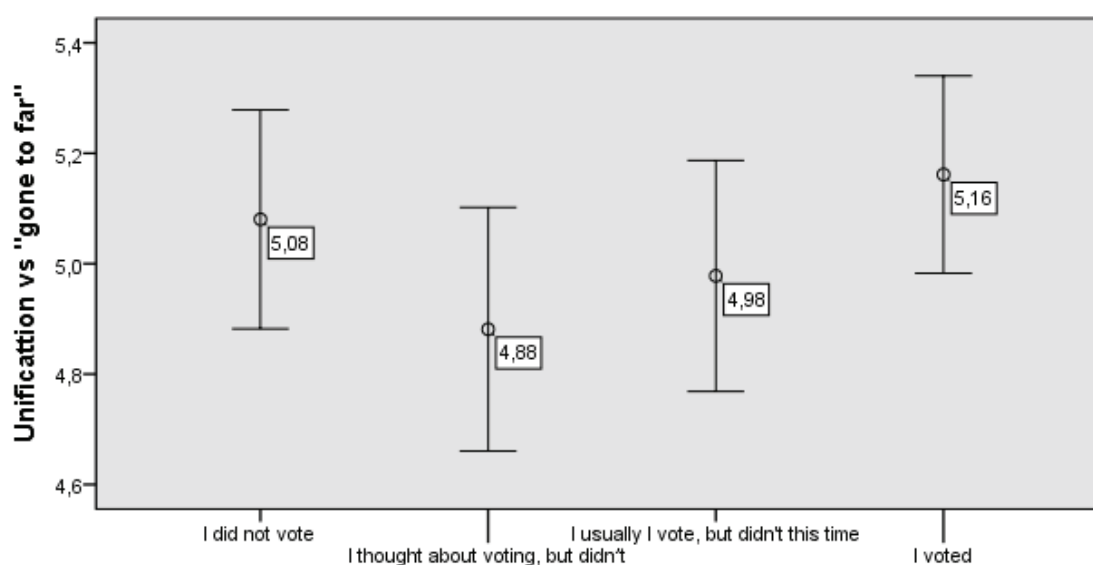 Unificattion vs "gone to far"
5,4
5,2
5,0
4,8
4,6
5,08
4,88
4,98
5,16
I did not vote
I thought about voting, but didn't
I usually I vote, but didn't this time
I voted